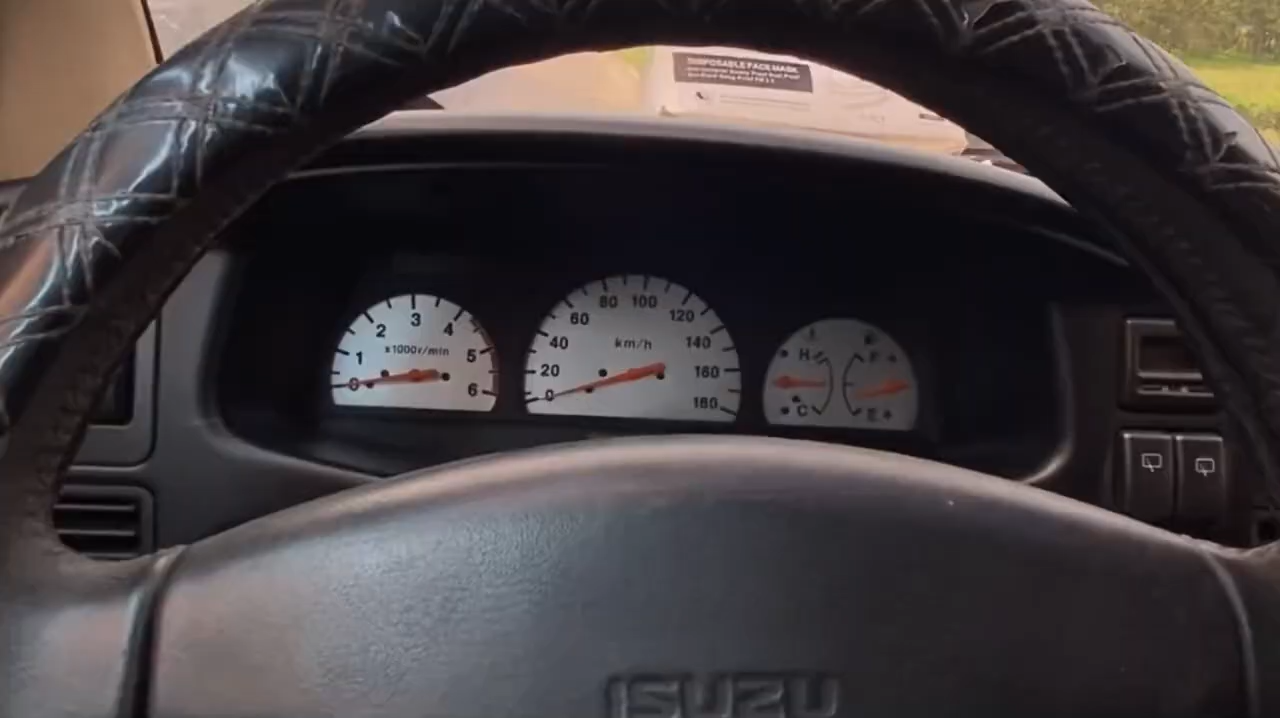 DISPOSABLE FACE MASK
0 1 2 3 4 5 6
x1000r/min
0 20 40 60 80 100 120 140 160 180
km/h
H
C
F
E
ISUZU